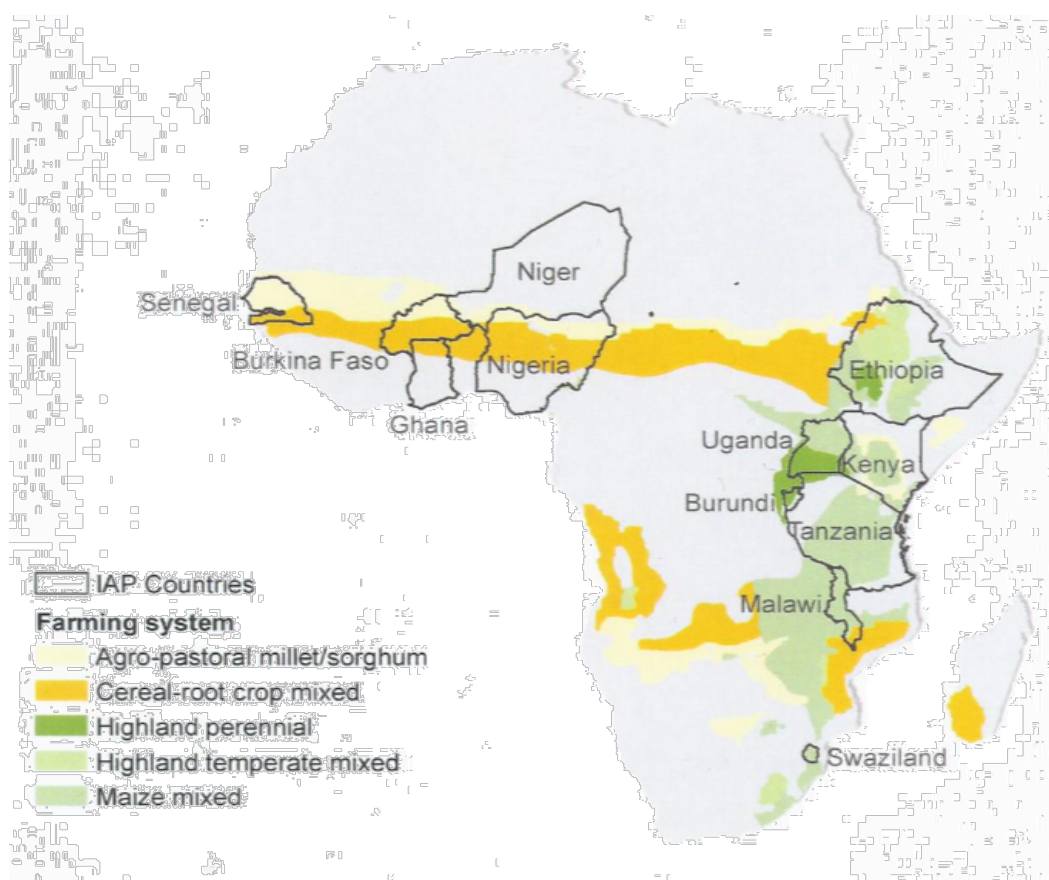 Niger
Senegal
Burkina Faso
Nigeria
Ethiopia
Ghana
Uganda
Kenya
Burundi
Tanzania
IAP Countries
Malawi
Farming system
Agro-pastoral millet/sorghum
Cereal-root crop mixed
Highland perennial
Highland temperate mixed
Swaziland
Maize mixed